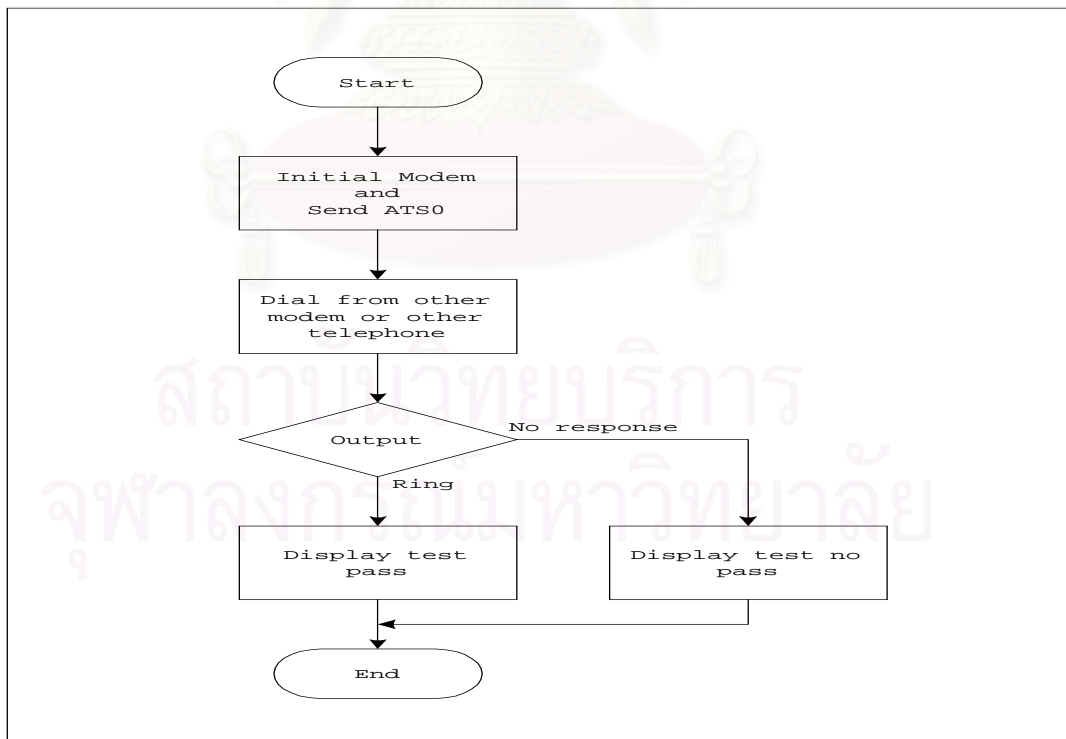 Start
Initial Modem
and
Send ATS0
Dial from other
modem or other
telephone
Output
No response
Ring
Display test
pass
Display test no
pass
End
สถาบันวิทยบริการ
จุฬาลงกรณ์มหาวิทยาลัย